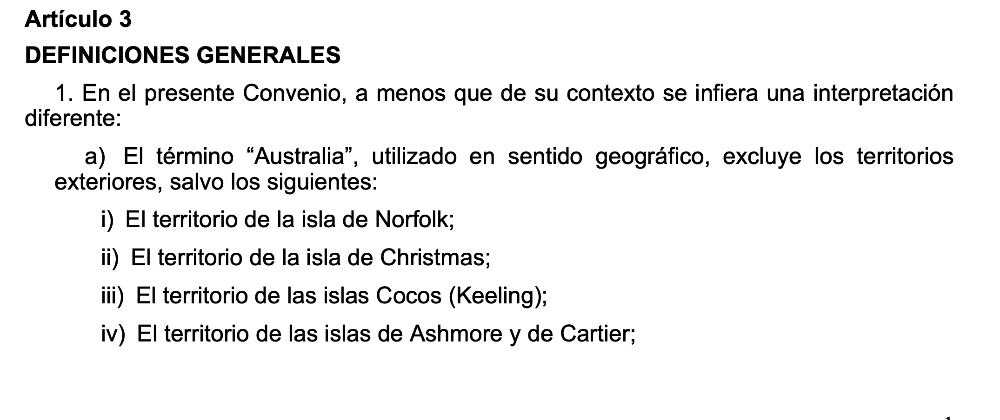 Artículo 3
DEFINICIONES GENERALES
1. En el presente Convenio, a menos que de su contexto se infiera una interpretación
diferente:
a) El término “Australia”, utilizado en sentido geográfico, excluye los territorios
exteriores, salvo los siguientes:
i) El territorio de la isla de Norfolk;
ii) El territorio de la isla de Christmas;
iii) El territorio de las islas Cocos (Keeling);
iv) El territorio de las islas de Ashmore y de Cartier;